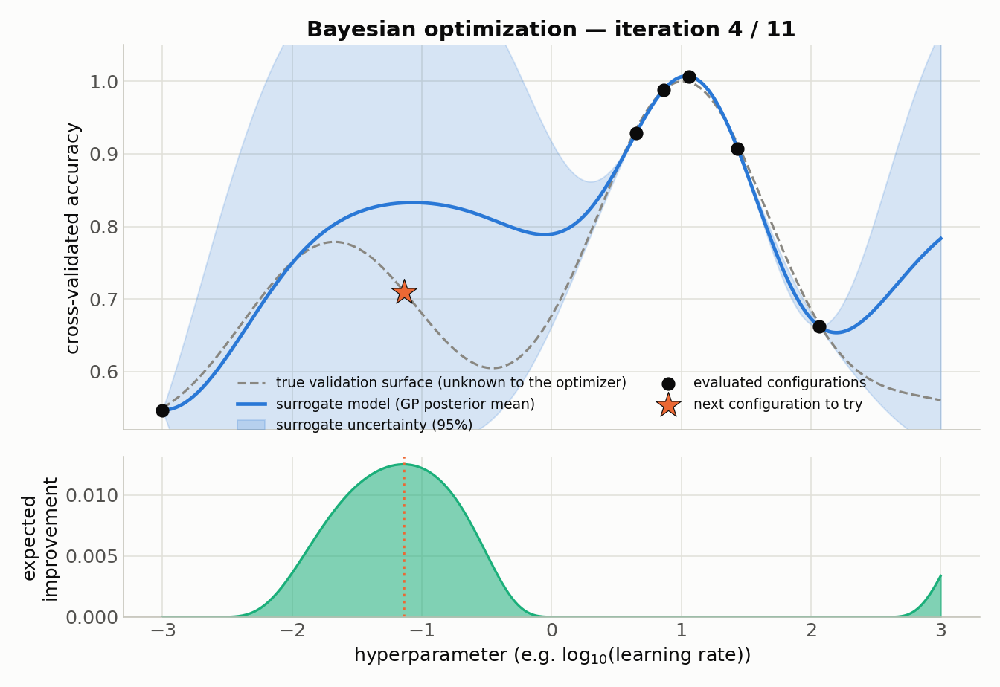 Bayesian optimization — iteration 4 / 11
cross-validated accuracy
1.0
0.9
0.8
0.7
0.6
true validation surface (unknown to the optimizer)
surrogate model (GP posterior mean)
surrogate uncertainty (95%)
evaluated configurations
next configuration to try
expected
improvement
0.010
0.005
0.000
−3 −2 −1 0 1 2 3
hyperparameter (e.g. log₁₀(learning rate))